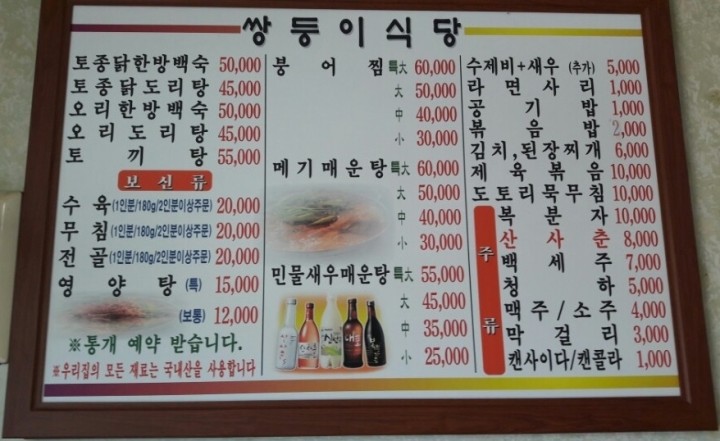 쌍둥이식당
토종닭한방백숙 50,000
토종닭도리탕 45,000
오리한방백숙 50,000
오리도리탕 45,000
토끼탕 55,000
보신류
수육(1인분/180g/2인분이상주문) 20,000
무침(1인분/180g/2인분이상주문) 20,000
전골(1인분/180g/2인분이상주문) 20,000
영양탕 (특) 15,000
(보통) 12,000
※통개 예약 받습니다.
※우리집의 모든 재료는 국내산을 사용합니다
붕어찜 特大 60,000
大 50,000
中 40,000
小 30,000
메기매운탕 特大 60,000
大 50,000
中 40,000
小 30,000
민물새우매운탕 特大 55,000
大 45,000
中 35,000
小 25,000
수제비+새우 (추가) 5,000
라면사리 1,000
공기밥 1,000
볶음밥 2,000
김치,된장찌개 6,000
제육볶음 10,000
도토리묵무침 10,000
주류
복분자 10,000
산사춘 8,000
백세주 7,000
청하 5,000
맥주/소주 4,000
막걸리 3,000
캔사이다/캔콜라 1,000